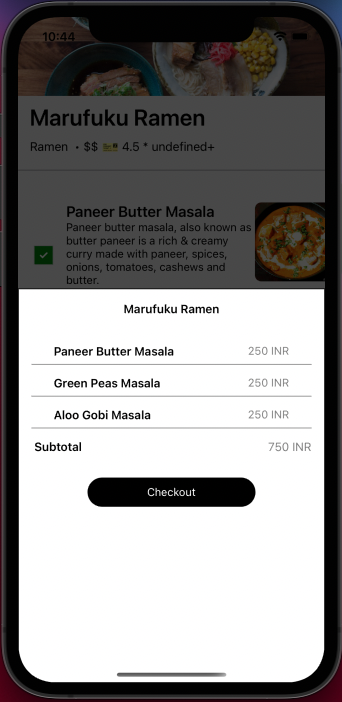 10:44
Marufuku Ramen
Ramen • $$ 🎫 4.5 * undefined+
Paneer Butter Masala
Paneer butter masala, also known as
butter paneer is a rich & creamy
curry made with paneer, spices,
onions, tomatoes, cashews and
butter.
Marufuku Ramen
Paneer Butter Masala 250 INR
Green Peas Masala 250 INR
Aloo Gobi Masala 250 INR
Subtotal 750 INR
Checkout